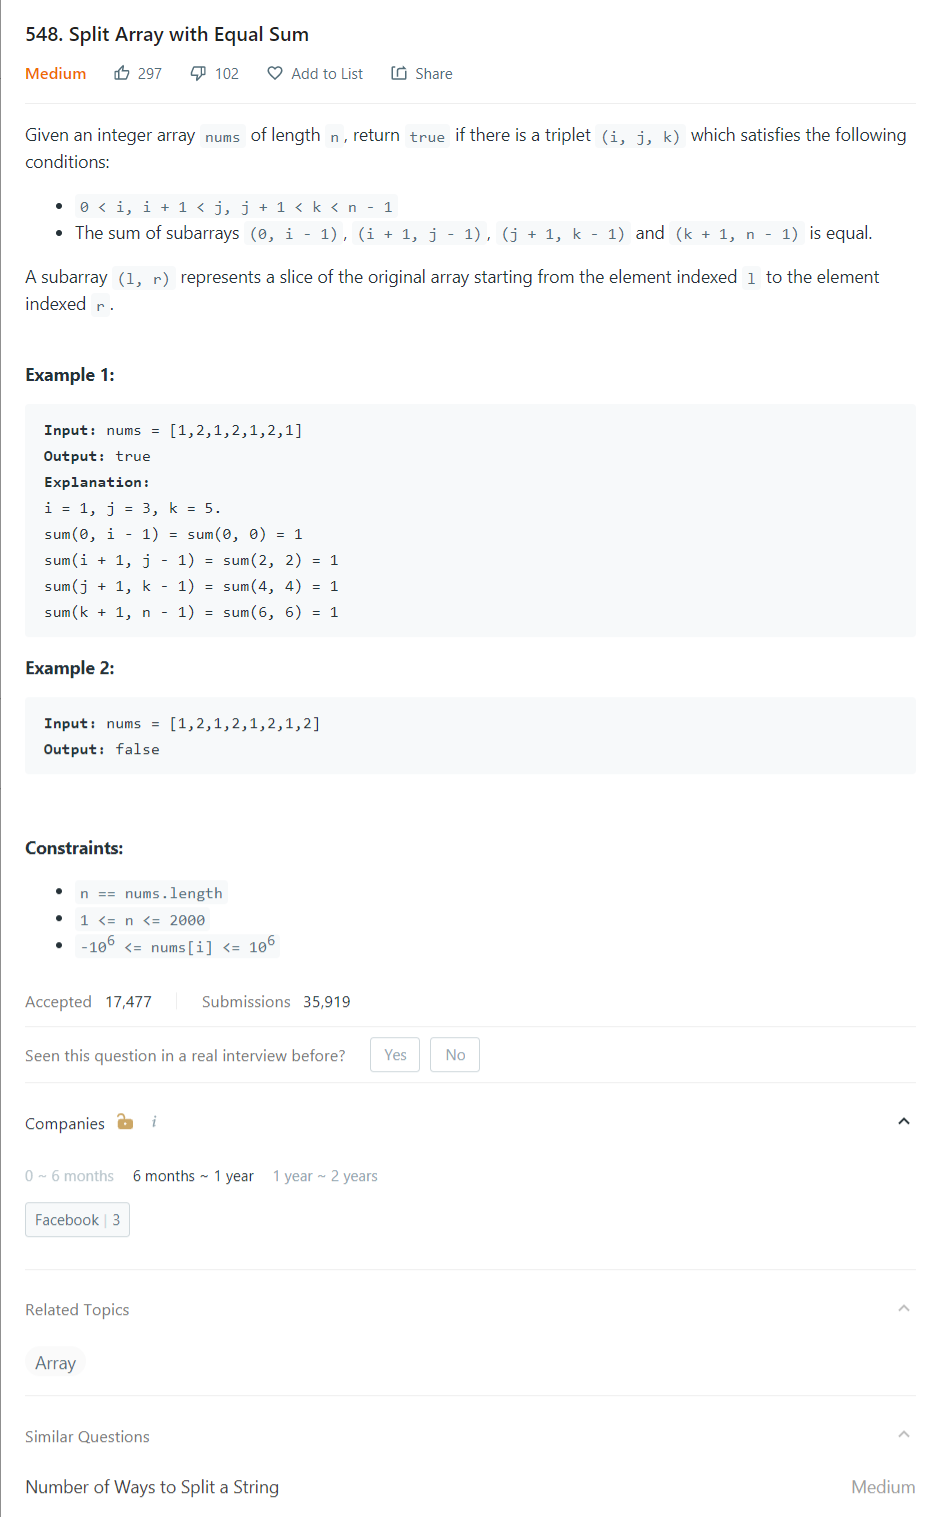 548. Split Array with Equal Sum
Medium 297 102 Add to List Share
Given an integer array nums of length n, return true if there is a triplet (i, j, k) which satisfies the following
conditions:
• 0 < i, i + 1 < j, j + 1 < k < n - 1
• The sum of subarrays (0, i - 1), (i + 1, j - 1), (j + 1, k - 1) and (k + 1, n - 1) is equal.
A subarray (l, r) represents a slice of the original array starting from the element indexed l to the element
indexed r.
Example 1:
Input: nums = [1,2,1,2,1,2,1]
Output: true
Explanation:
i = 1, j = 3, k = 5.
sum(0, i - 1) = sum(0, 0) = 1
sum(i + 1, j - 1) = sum(2, 2) = 1
sum(j + 1, k - 1) = sum(4, 4) = 1
sum(k + 1, n - 1) = sum(6, 6) = 1
Example 2:
Input: nums = [1,2,1,2,1,2,1,2]
Output: false
Constraints:
• n == nums.length
• 1 <= n <= 2000
• -10⁶ <= nums[i] <= 10⁶
Accepted 17,477 Submissions 35,919
Seen this question in a real interview before? Yes No
Companies i
0 ~ 6 months 6 months ~ 1 year 1 year ~ 2 years
Facebook | 3
Related Topics
Array
Similar Questions
Number of Ways to Split a String Medium